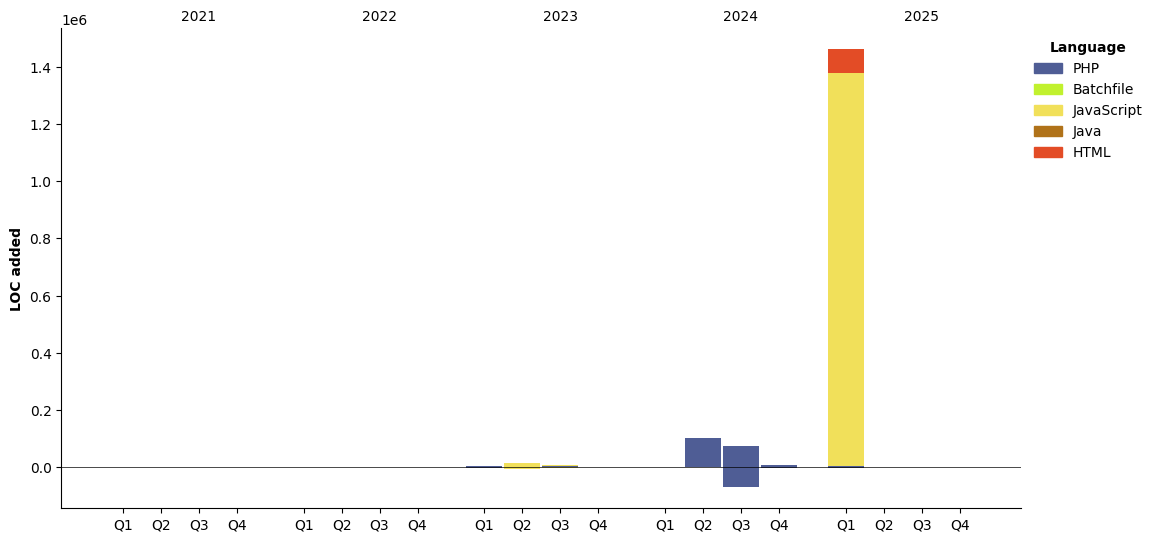 2021 2022 2023 2024 2025
1e6
Language
PHP
Batchfile
JavaScript
Java
HTML
LOC added
1.4
1.2
1.0
0.8
0.6
0.4
0.2
0.0
Q1 Q2 Q3 Q4 Q1 Q2 Q3 Q4 Q1 Q2 Q3 Q4 Q1 Q2 Q3 Q4 Q1 Q2 Q3 Q4